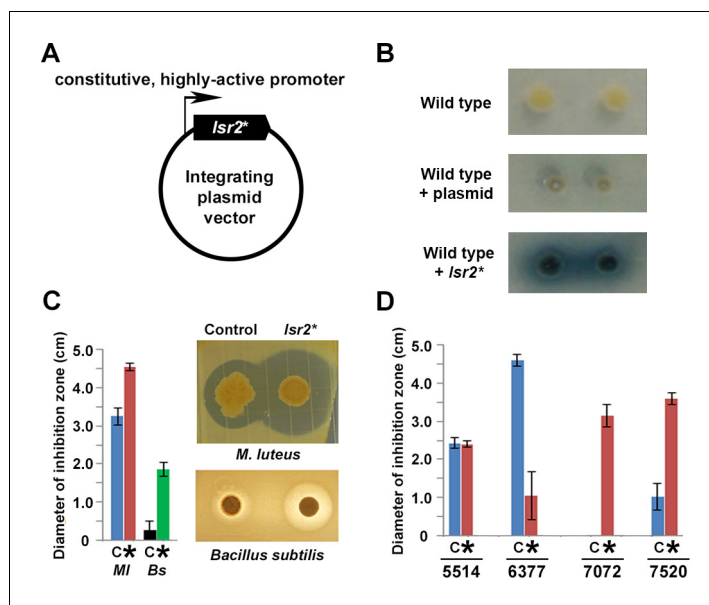 A
constitutive, highly-active promoter
lsr2*
Integrating
plasmid
vector
B
Wild type
Wild type
+ plasmid
Wild type
+ lsr2*
C
Diameter of inhibition zone (cm)
5.0
4.0
3.0
2.0
1.0
0
C* C*
Ml Bs
Control lsr2*
M. luteus
Bacillus subtilis
D
Diameter of inhibition zone (cm)
5.0
4.0
3.0
2.0
1.0
0
C* C* C* C*
5514 6377 7072 7520